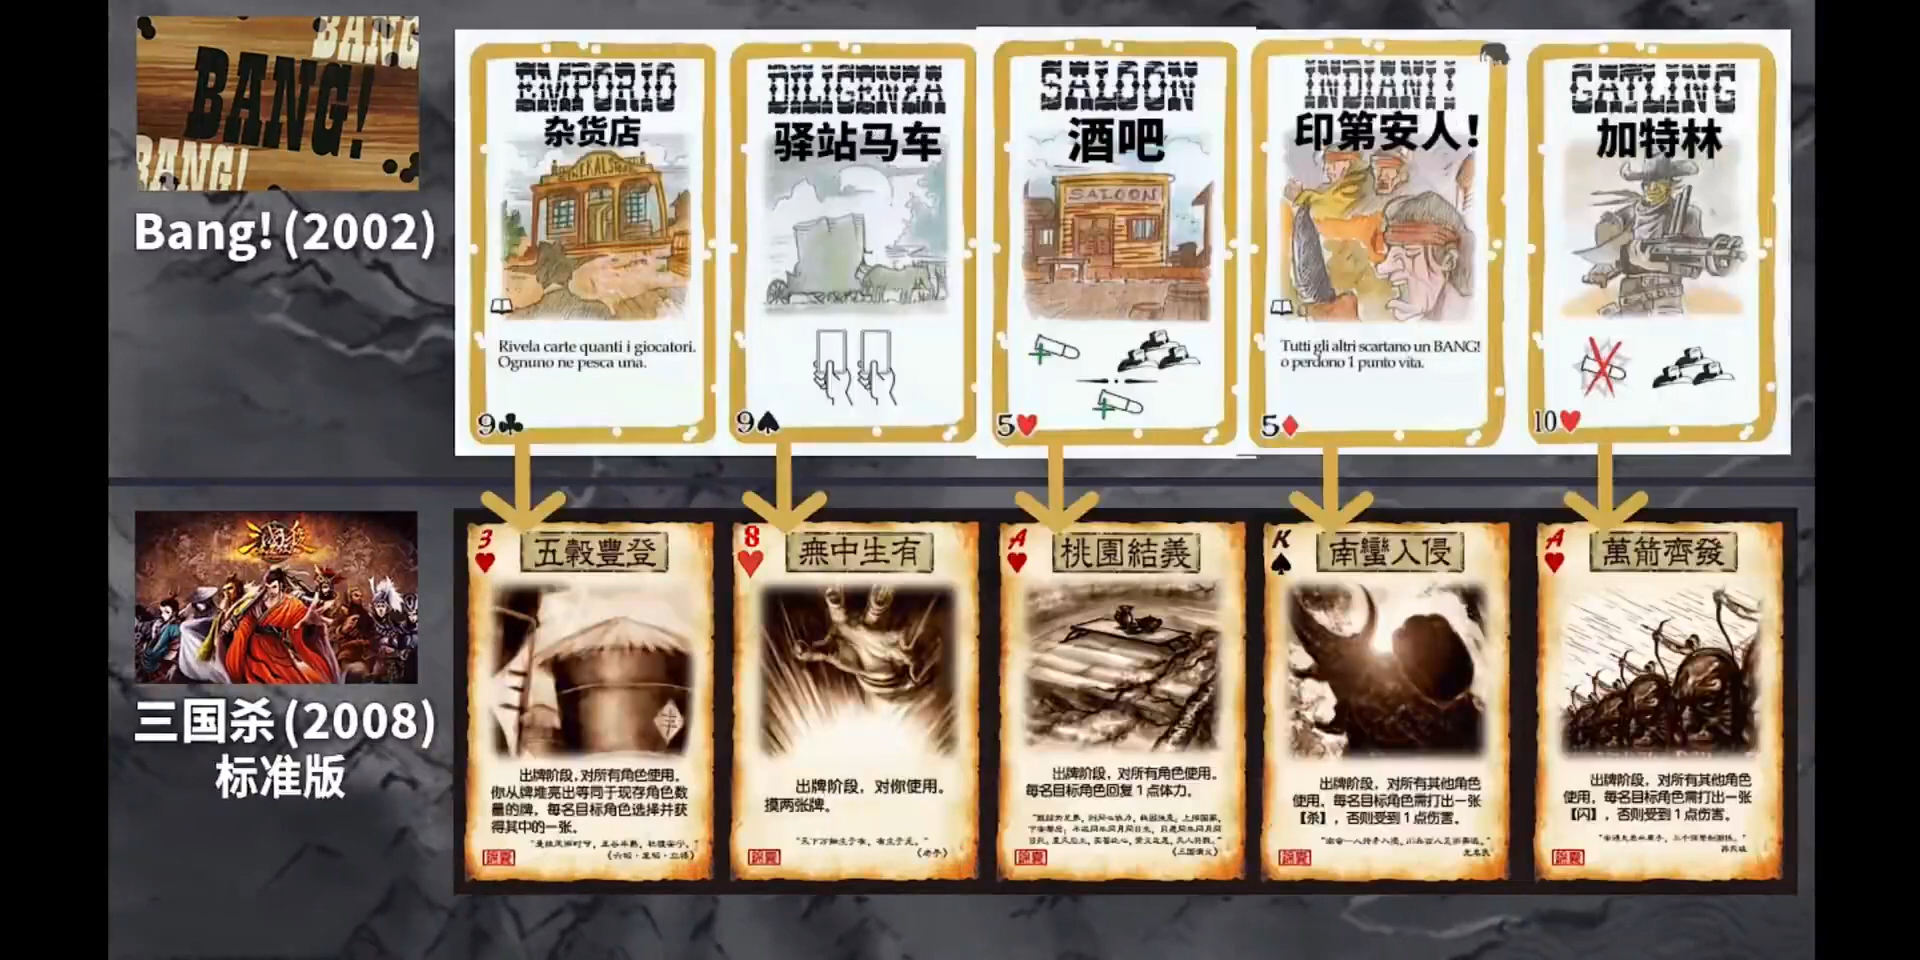 BANG
BANG!
BANG!
Bang! (2002)
EMPORIO
杂货店
GENERAL STORE
Rivela carte quanti i giocatori.
Ognuno ne pesca una.
9♣
DILIGENZA
驿站马车
9♠
SALOON
酒吧
SALOON
5♥
INDIANI!
印第安人!
Tutti gli altri scartano un BANG!
o perdono 1 punto vita.
5♦
GATLING
加特林
10♥
三国杀 (2008)
标准版
3♥
五穀豐登
出牌阶段,对所有角色使用。
你从牌堆亮出等同于现存角色数
量的牌,每名目标角色选择并获
得其中的一张。
8♥
無中生有
出牌阶段,对你使用。
摸两张牌。
《老子》
A♥
桃園結義
出牌阶段,对所有角色使用。
每名目标角色回复1点体力。
《三国演义》
K♠
南蠻入侵
出牌阶段,对所有其他角色
使用,每名目标角色需打出一张
【杀】,否则受到1点伤害。
A♥
萬箭齊發
出牌阶段,对所有其他角色
使用,每名目标角色需打出一张
【闪】,否则受到1点伤害。